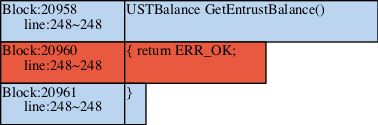 Block:20958 USTBalance GetEntrustBalance()
line:248~248
Block:20960 { return ERR_OK;
line:248~248
Block:20961 }
line:248~248